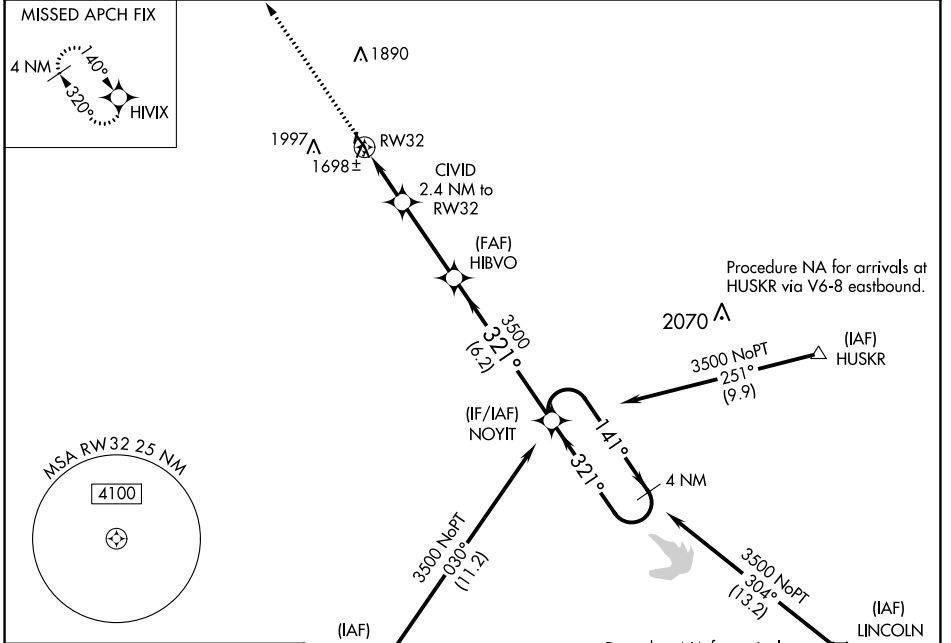 MISSED APCH FIX
4 NM
140°
320°
HIVIX
1890
1997
1698±
RW32
CIVID
2.4 NM to
RW32
(FAF)
HIBVO
Procedure NA for arrivals at
HUSKR via V6-8 eastbound.
2070
(IAF)
HUSKR
3500 NoPT
251°
(9.9)
3500
321°
(6.2)
(IF/IAF)
NOYIT
141°
321°
4 NM
MSA RW32 25 NM
4100
3500 NoPT
030°
(11.2)
3500 NoPT
304°
(13.2)
(IAF)
(IAF)
LINCOLN